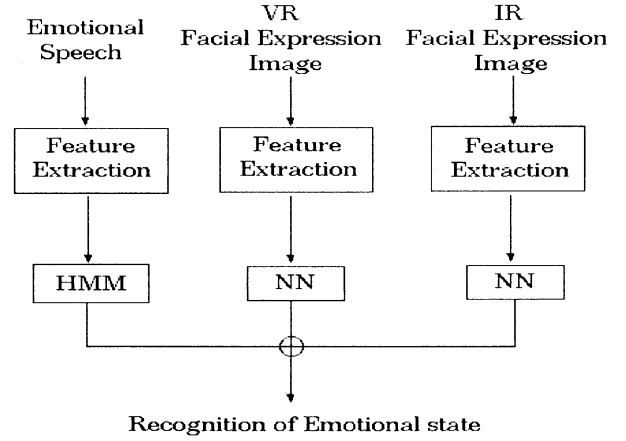 Emotional
Speech
VR
Facial Expression
Image
IR
Facial Expression
Image
Feature
Extraction
Feature
Extraction
Feature
Extraction
HMM
NN
NN
Recognition of Emotional state